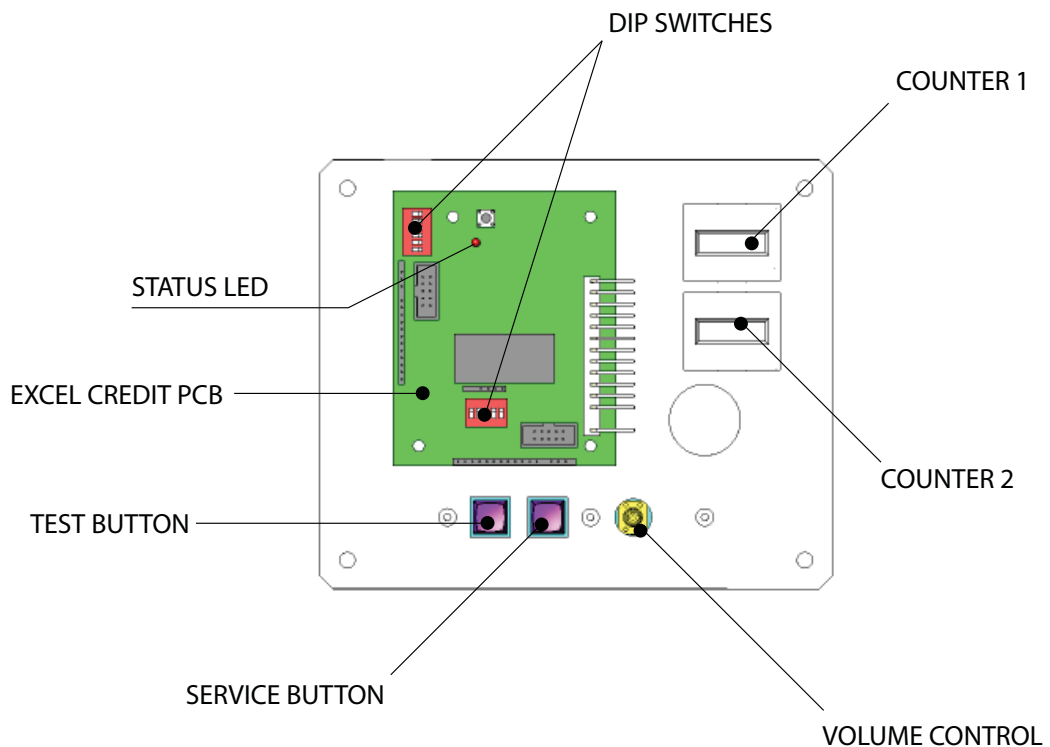 DIP SWITCHES
COUNTER 1
STATUS LED
EXCEL CREDIT PCB
COUNTER 2
TEST BUTTON
SERVICE BUTTON
VOLUME CONTROL